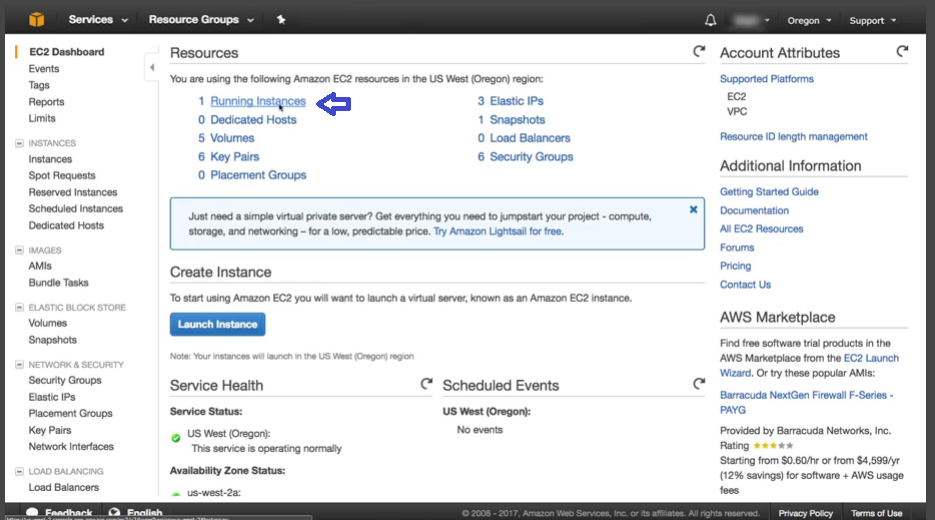 Services
Resource Groups
Oregon
Support
EC2 Dashboard
Events
Tags
Reports
Limits
INSTANCES
Instances
Spot Requests
Reserved Instances
Scheduled Instances
Dedicated Hosts
IMAGES
AMIs
Bundle Tasks
ELASTIC BLOCK STORE
Volumes
Snapshots
NETWORK & SECURITY
Security Groups
Elastic IPs
Placement Groups
Key Pairs
Network Interfaces
LOAD BALANCING
Load Balancers
Resources
You are using the following Amazon EC2 resources in the US West (Oregon) region:
1 Running Instances
0 Dedicated Hosts
5 Volumes
6 Key Pairs
0 Placement Groups
3 Elastic IPs
1 Snapshots
0 Load Balancers
6 Security Groups
Just need a simple virtual private server? Get everything you need to jumpstart your project - compute,
storage, and networking – for a low, predictable price. Try Amazon Lightsail for free.
Create Instance
To start using Amazon EC2 you will want to launch a virtual server, known as an Amazon EC2 instance.
Launch Instance
Note: Your instances will launch in the US West (Oregon) region
Service Health
Service Status:
US West (Oregon):
This service is operating normally
Availability Zone Status:
us-west-2a:
Scheduled Events
US West (Oregon):
No events
Account Attributes
Supported Platforms
EC2
VPC
Resource ID length management
Additional Information
Getting Started Guide
Documentation
All EC2 Resources
Forums
Pricing
Contact Us
AWS Marketplace
Find free software trial products in the
AWS Marketplace from the EC2 Launch
Wizard. Or try these popular AMIs:
Barracuda NextGen Firewall F-Series -
PAYG
Provided by Barracuda Networks, Inc.
Rating
Starting from $0.60/hr or from $4,599/yr
(12% savings) for software + AWS usage
fees
Feedback
English
© 2008 - 2017, Amazon Web Services, Inc. or its affiliates. All rights reserved.
Privacy Policy
Terms of Use